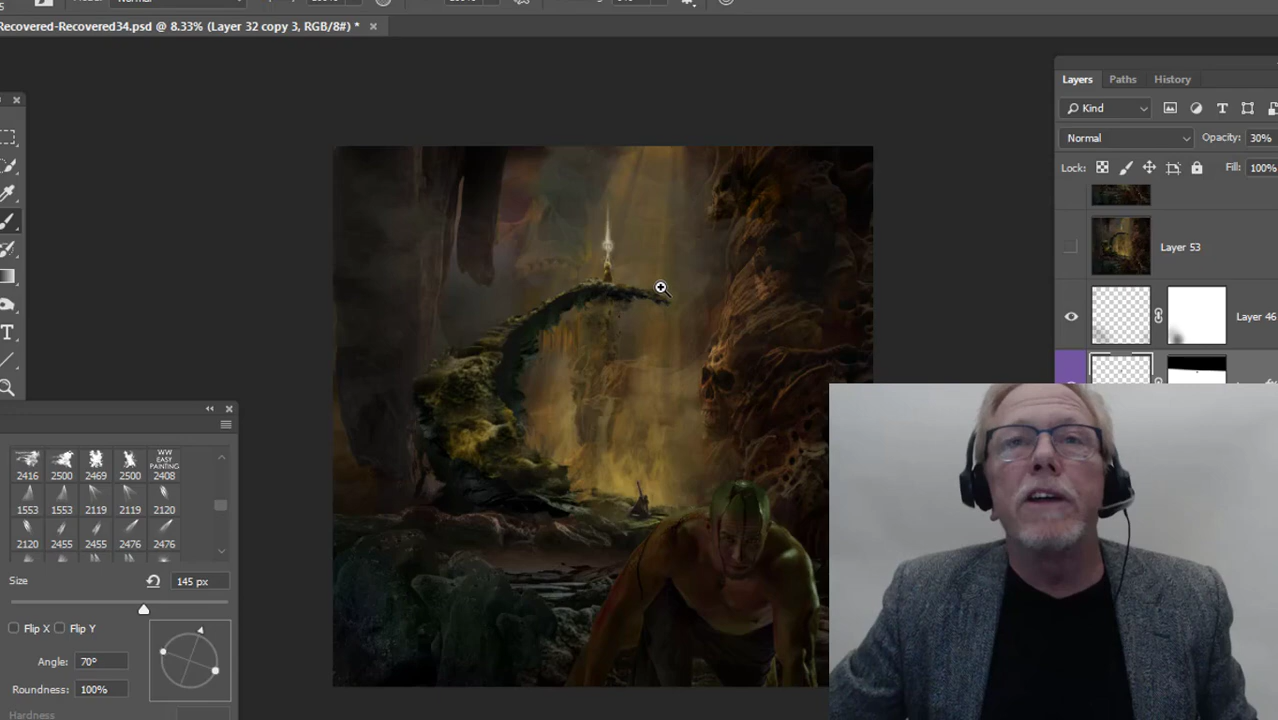 Recovered-Recovered34.psd @ 8.33% (Layer 32 copy 3, RGB/8#) *
Layers Paths History
Kind
Normal Opacity: 30%
Lock: Fill: 100%
Layer 53
Layer 46
WW EASY PAINTING
2416 2500 2469 2500 2408
1553 1553 2119 2119 2120
2120 2455 2455 2476 2476
Size 145 px
Flip X Flip Y
Angle: 70°
Roundness: 100%
Hardness